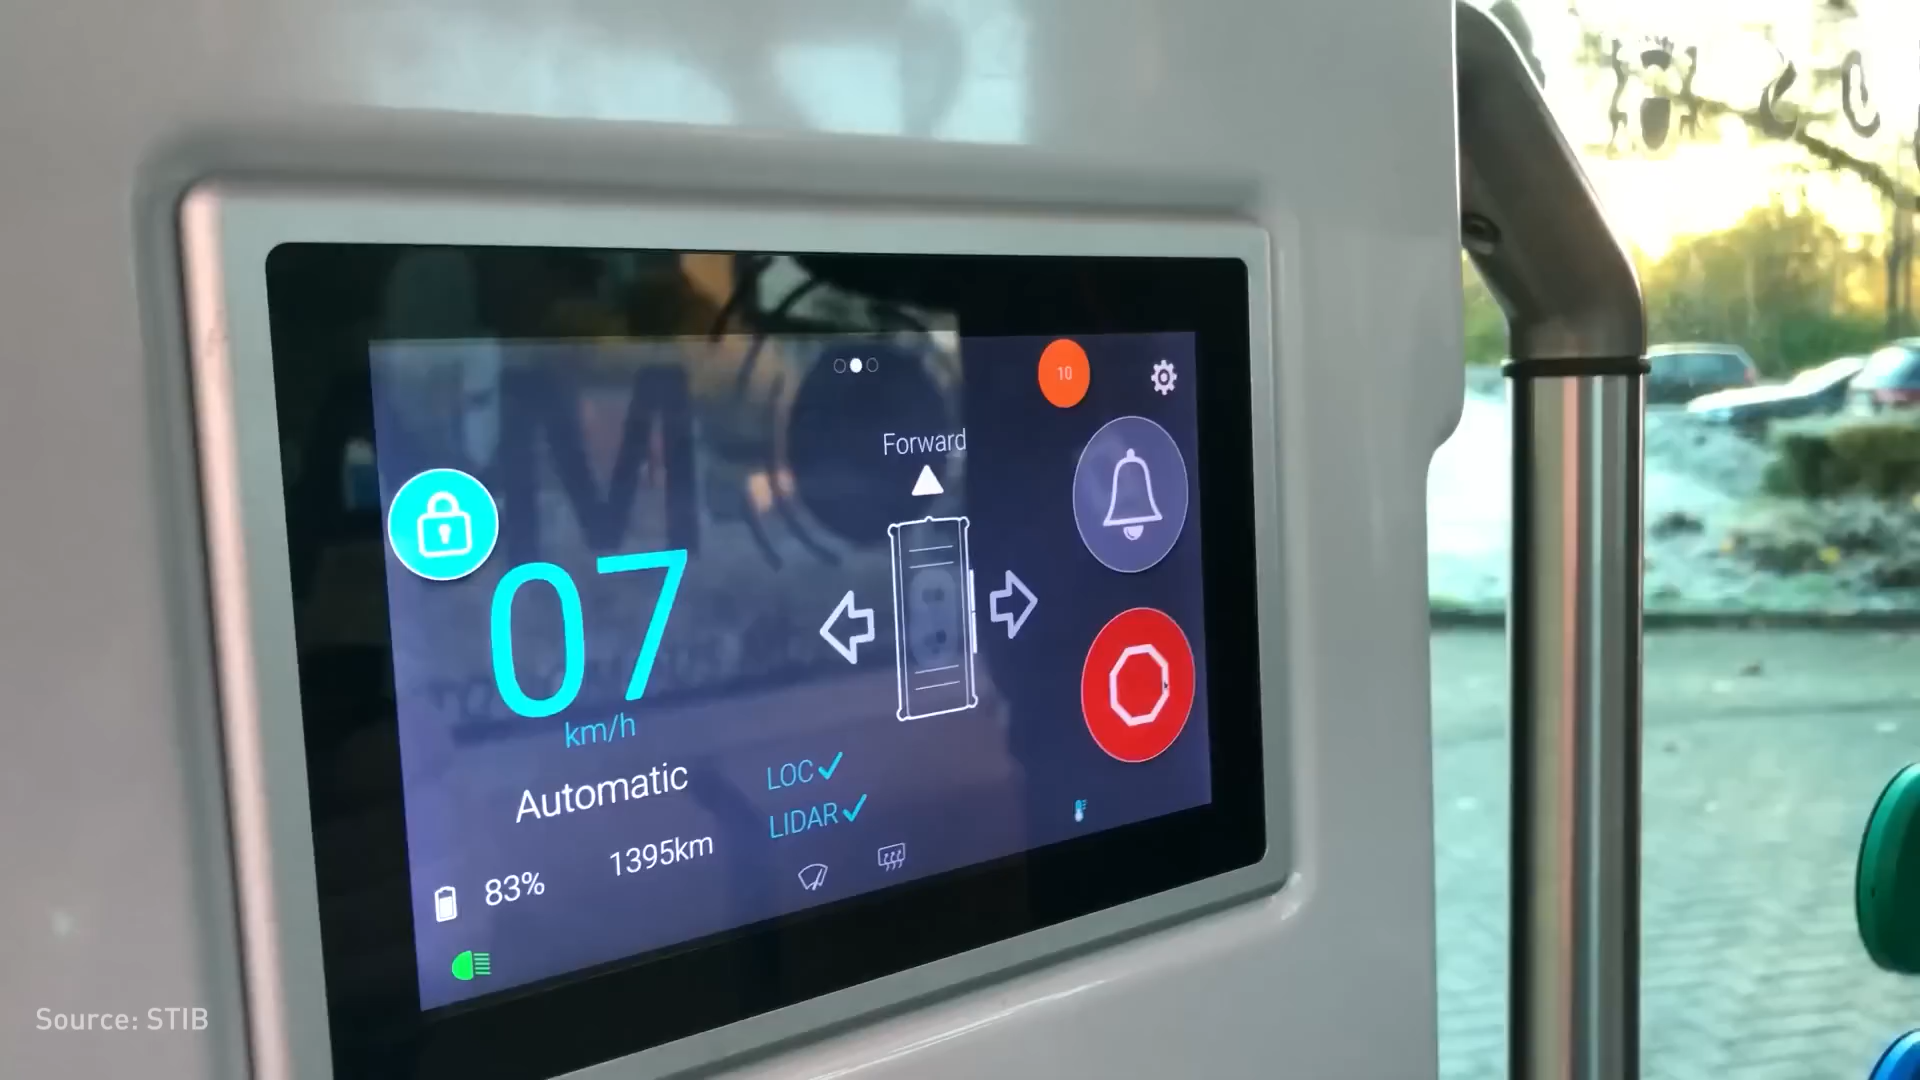 10
Forward
07
km/h
Automatic
LOC
LIDAR
1395km
83%
Source: STIB